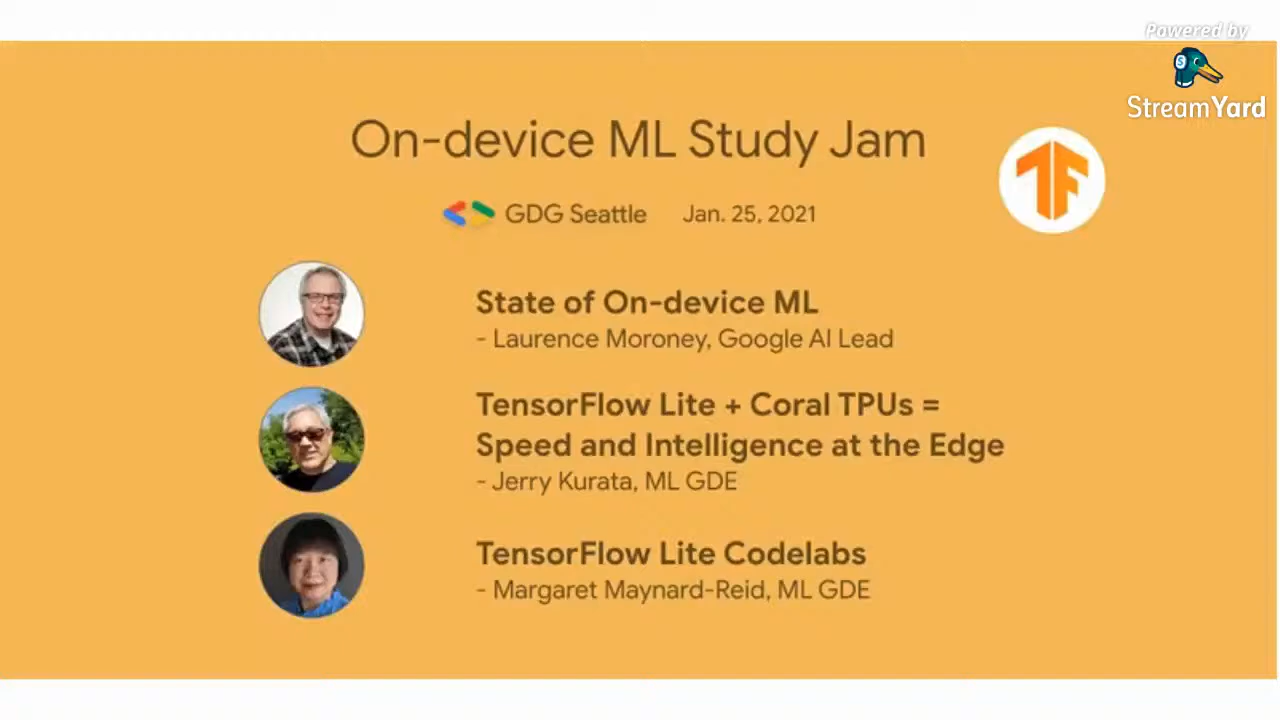 Powered by
StreamYard
On-device ML Study Jam
GDG Seattle Jan. 25, 2021
State of On-device ML
- Laurence Moroney, Google AI Lead
TensorFlow Lite + Coral TPUs =
Speed and Intelligence at the Edge
- Jerry Kurata, ML GDE
TensorFlow Lite Codelabs
- Margaret Maynard-Reid, ML GDE